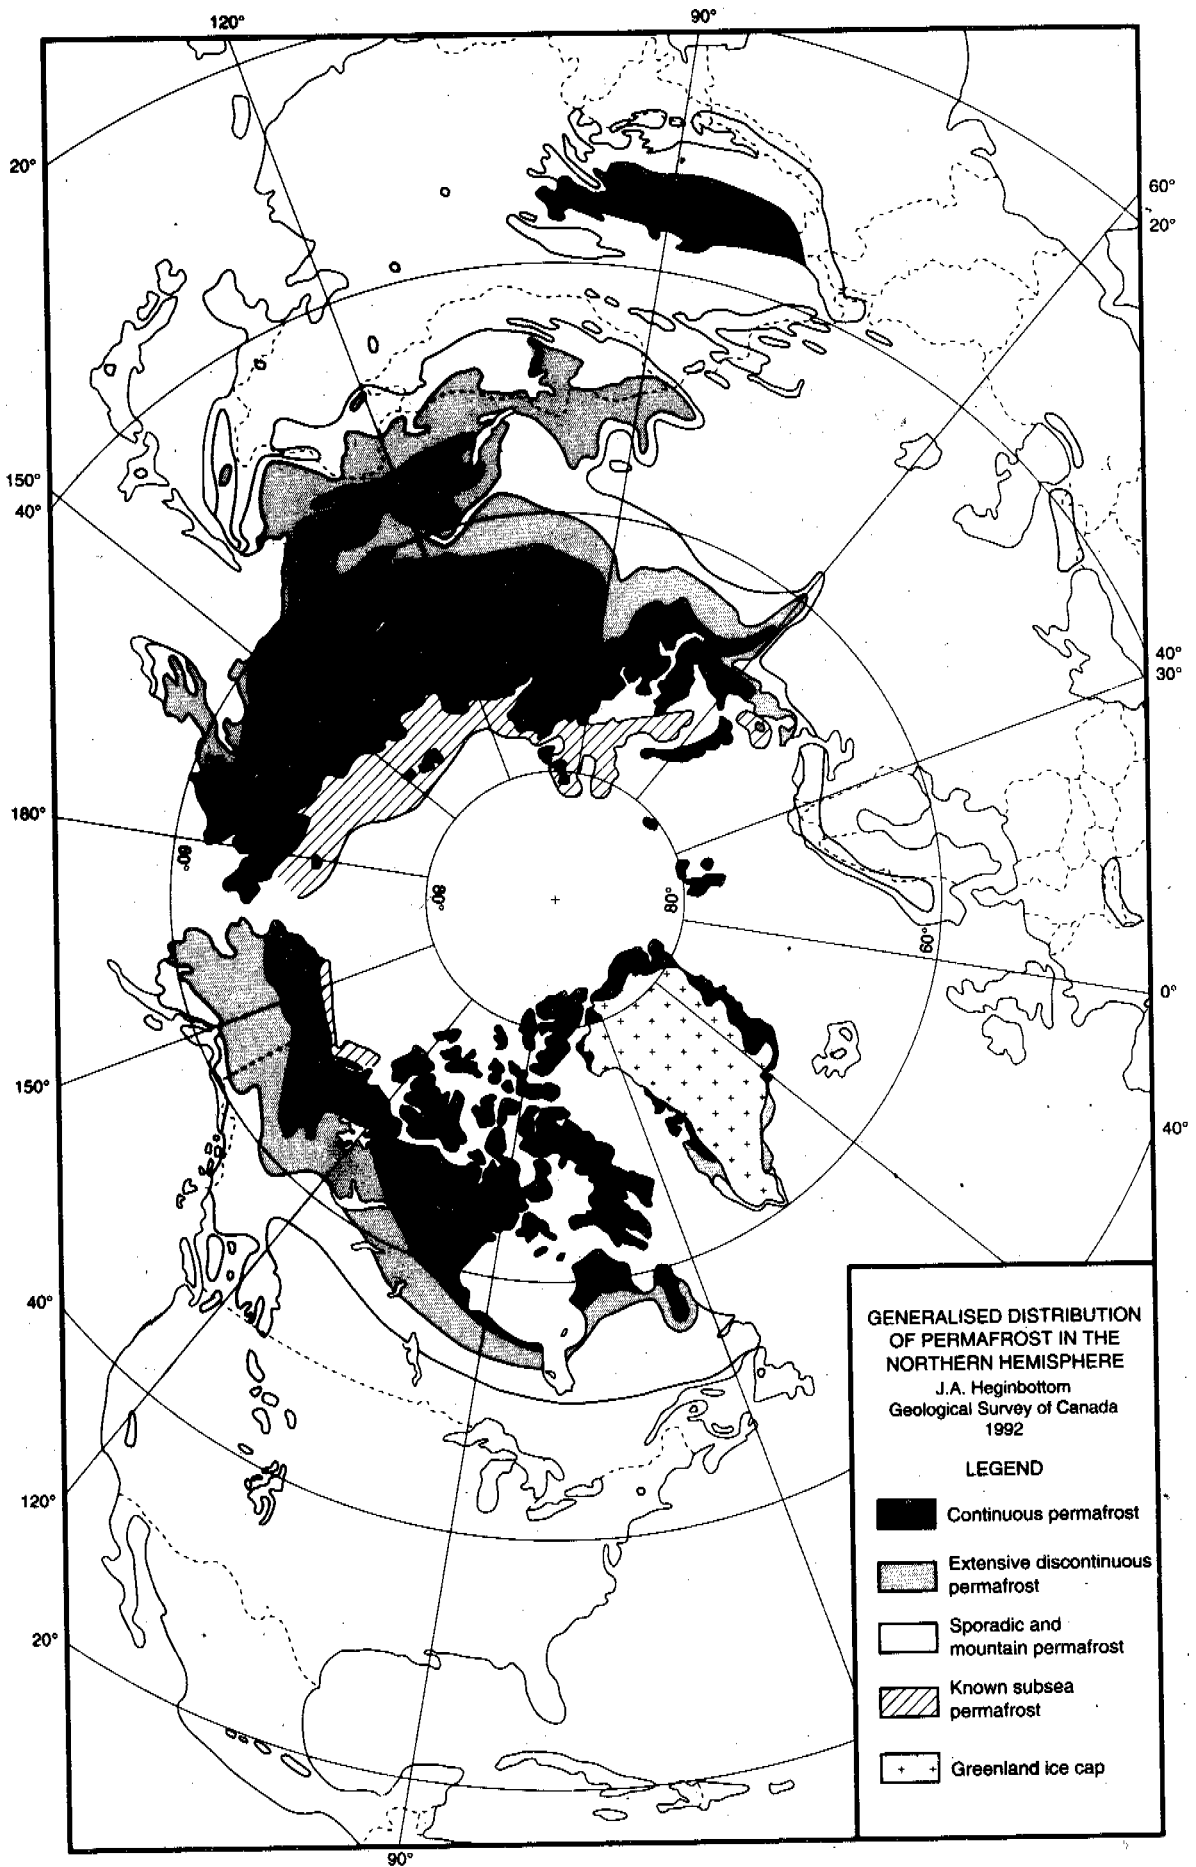 120°
90°
20°
60°
20°
150°
40°
40°
30°
180°
60°
80°
80°
60°
0°
150°
40°
40°
120°
20°
90°
GENERALISED DISTRIBUTION
OF PERMAFROST IN THE
NORTHERN HEMISPHERE
J.A. Heginbottom
Geological Survey of Canada
1992
LEGEND
Continuous permafrost
Extensive discontinuous
permafrost
Sporadic and
mountain permafrost
Known subsea
permafrost
Greenland ice cap